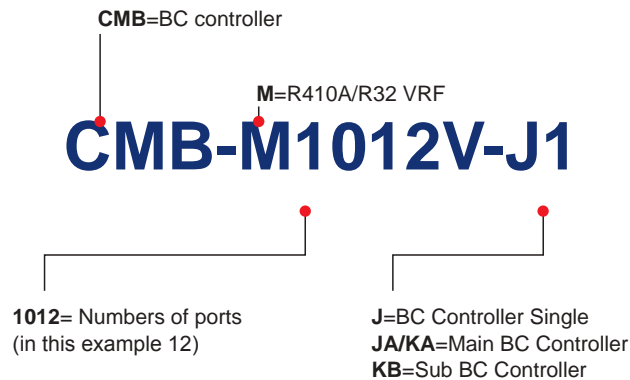 CMB=BC controller
M=R410A/R32 VRF
CMB-M1012V-J1
1012= Numbers of ports
(in this example 12)
J=BC Controller Single
JA/KA=Main BC Controller
KB=Sub BC Controller